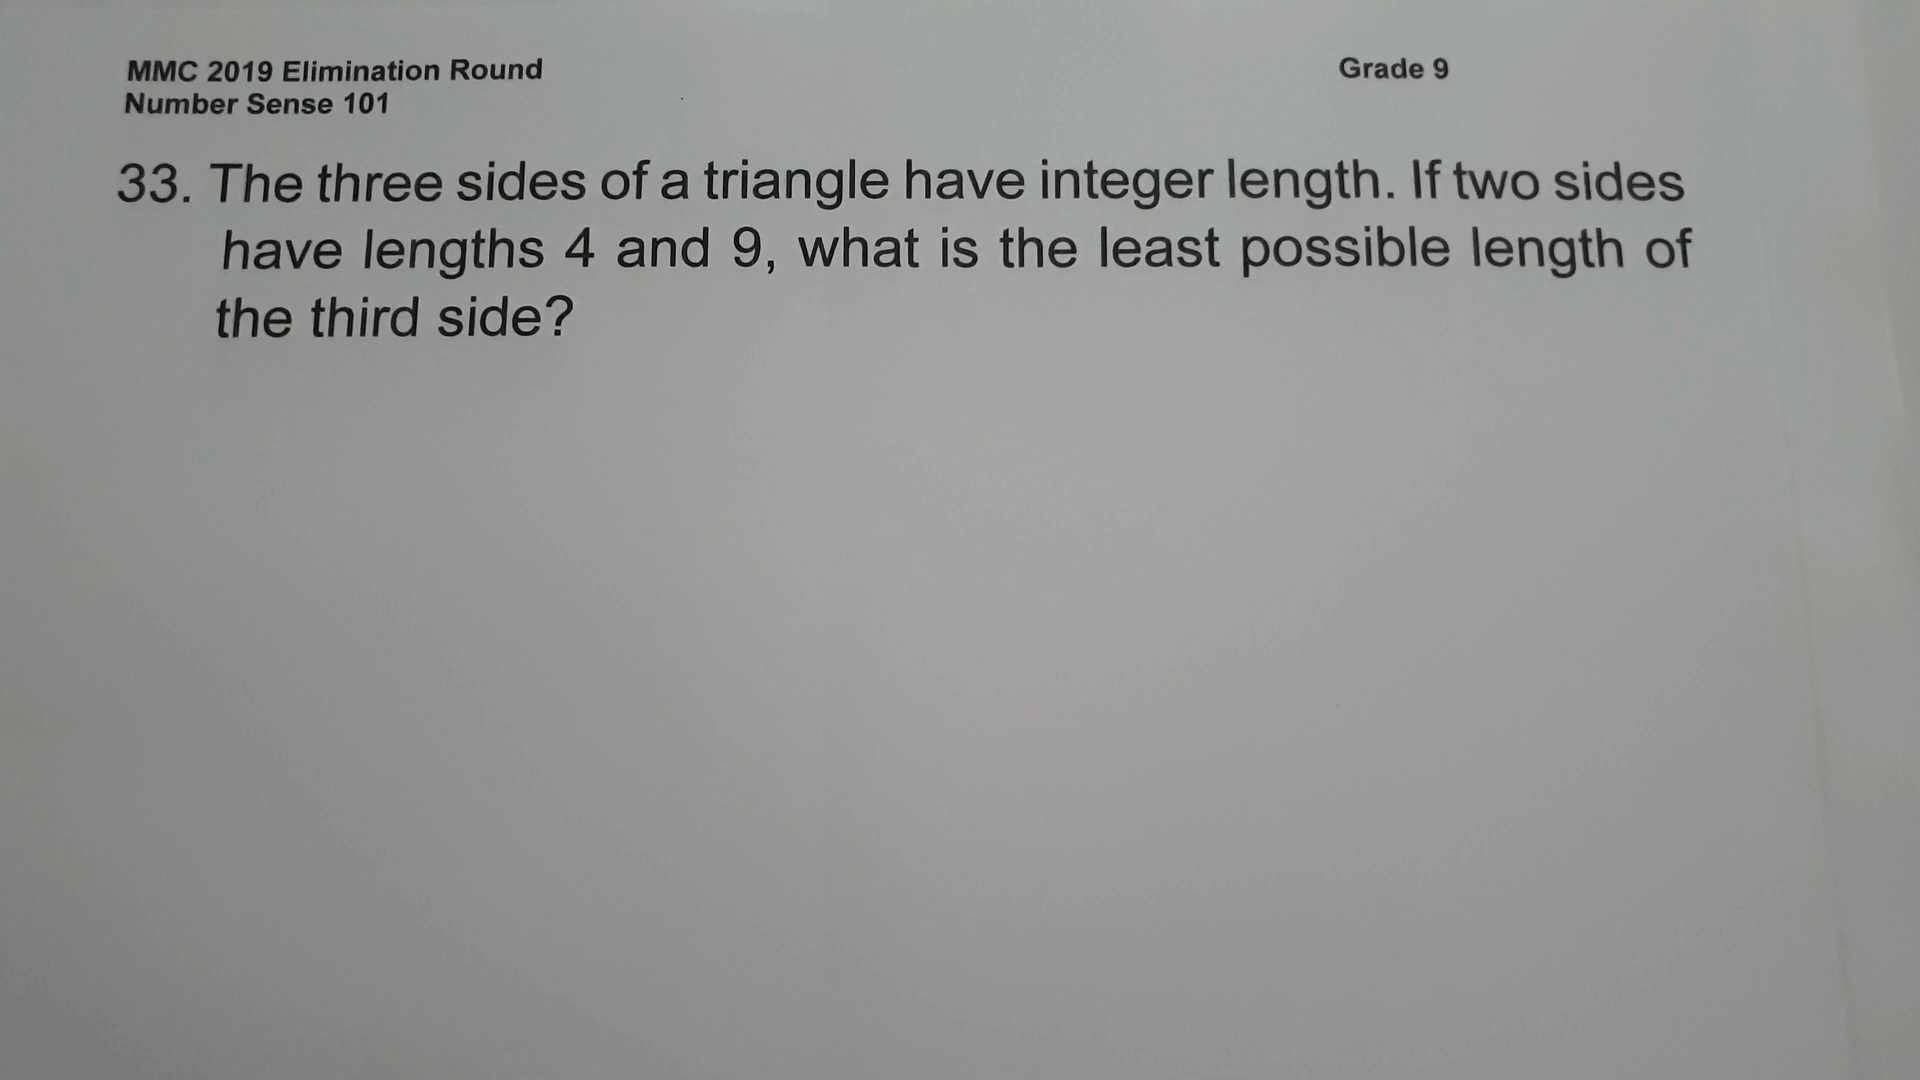 MMC 2019 Elimination Round
Grade 9
Number Sense 101
33. The three sides of a triangle have integer length. If two sides
have lengths 4 and 9, what is the least possible length of
the third side?